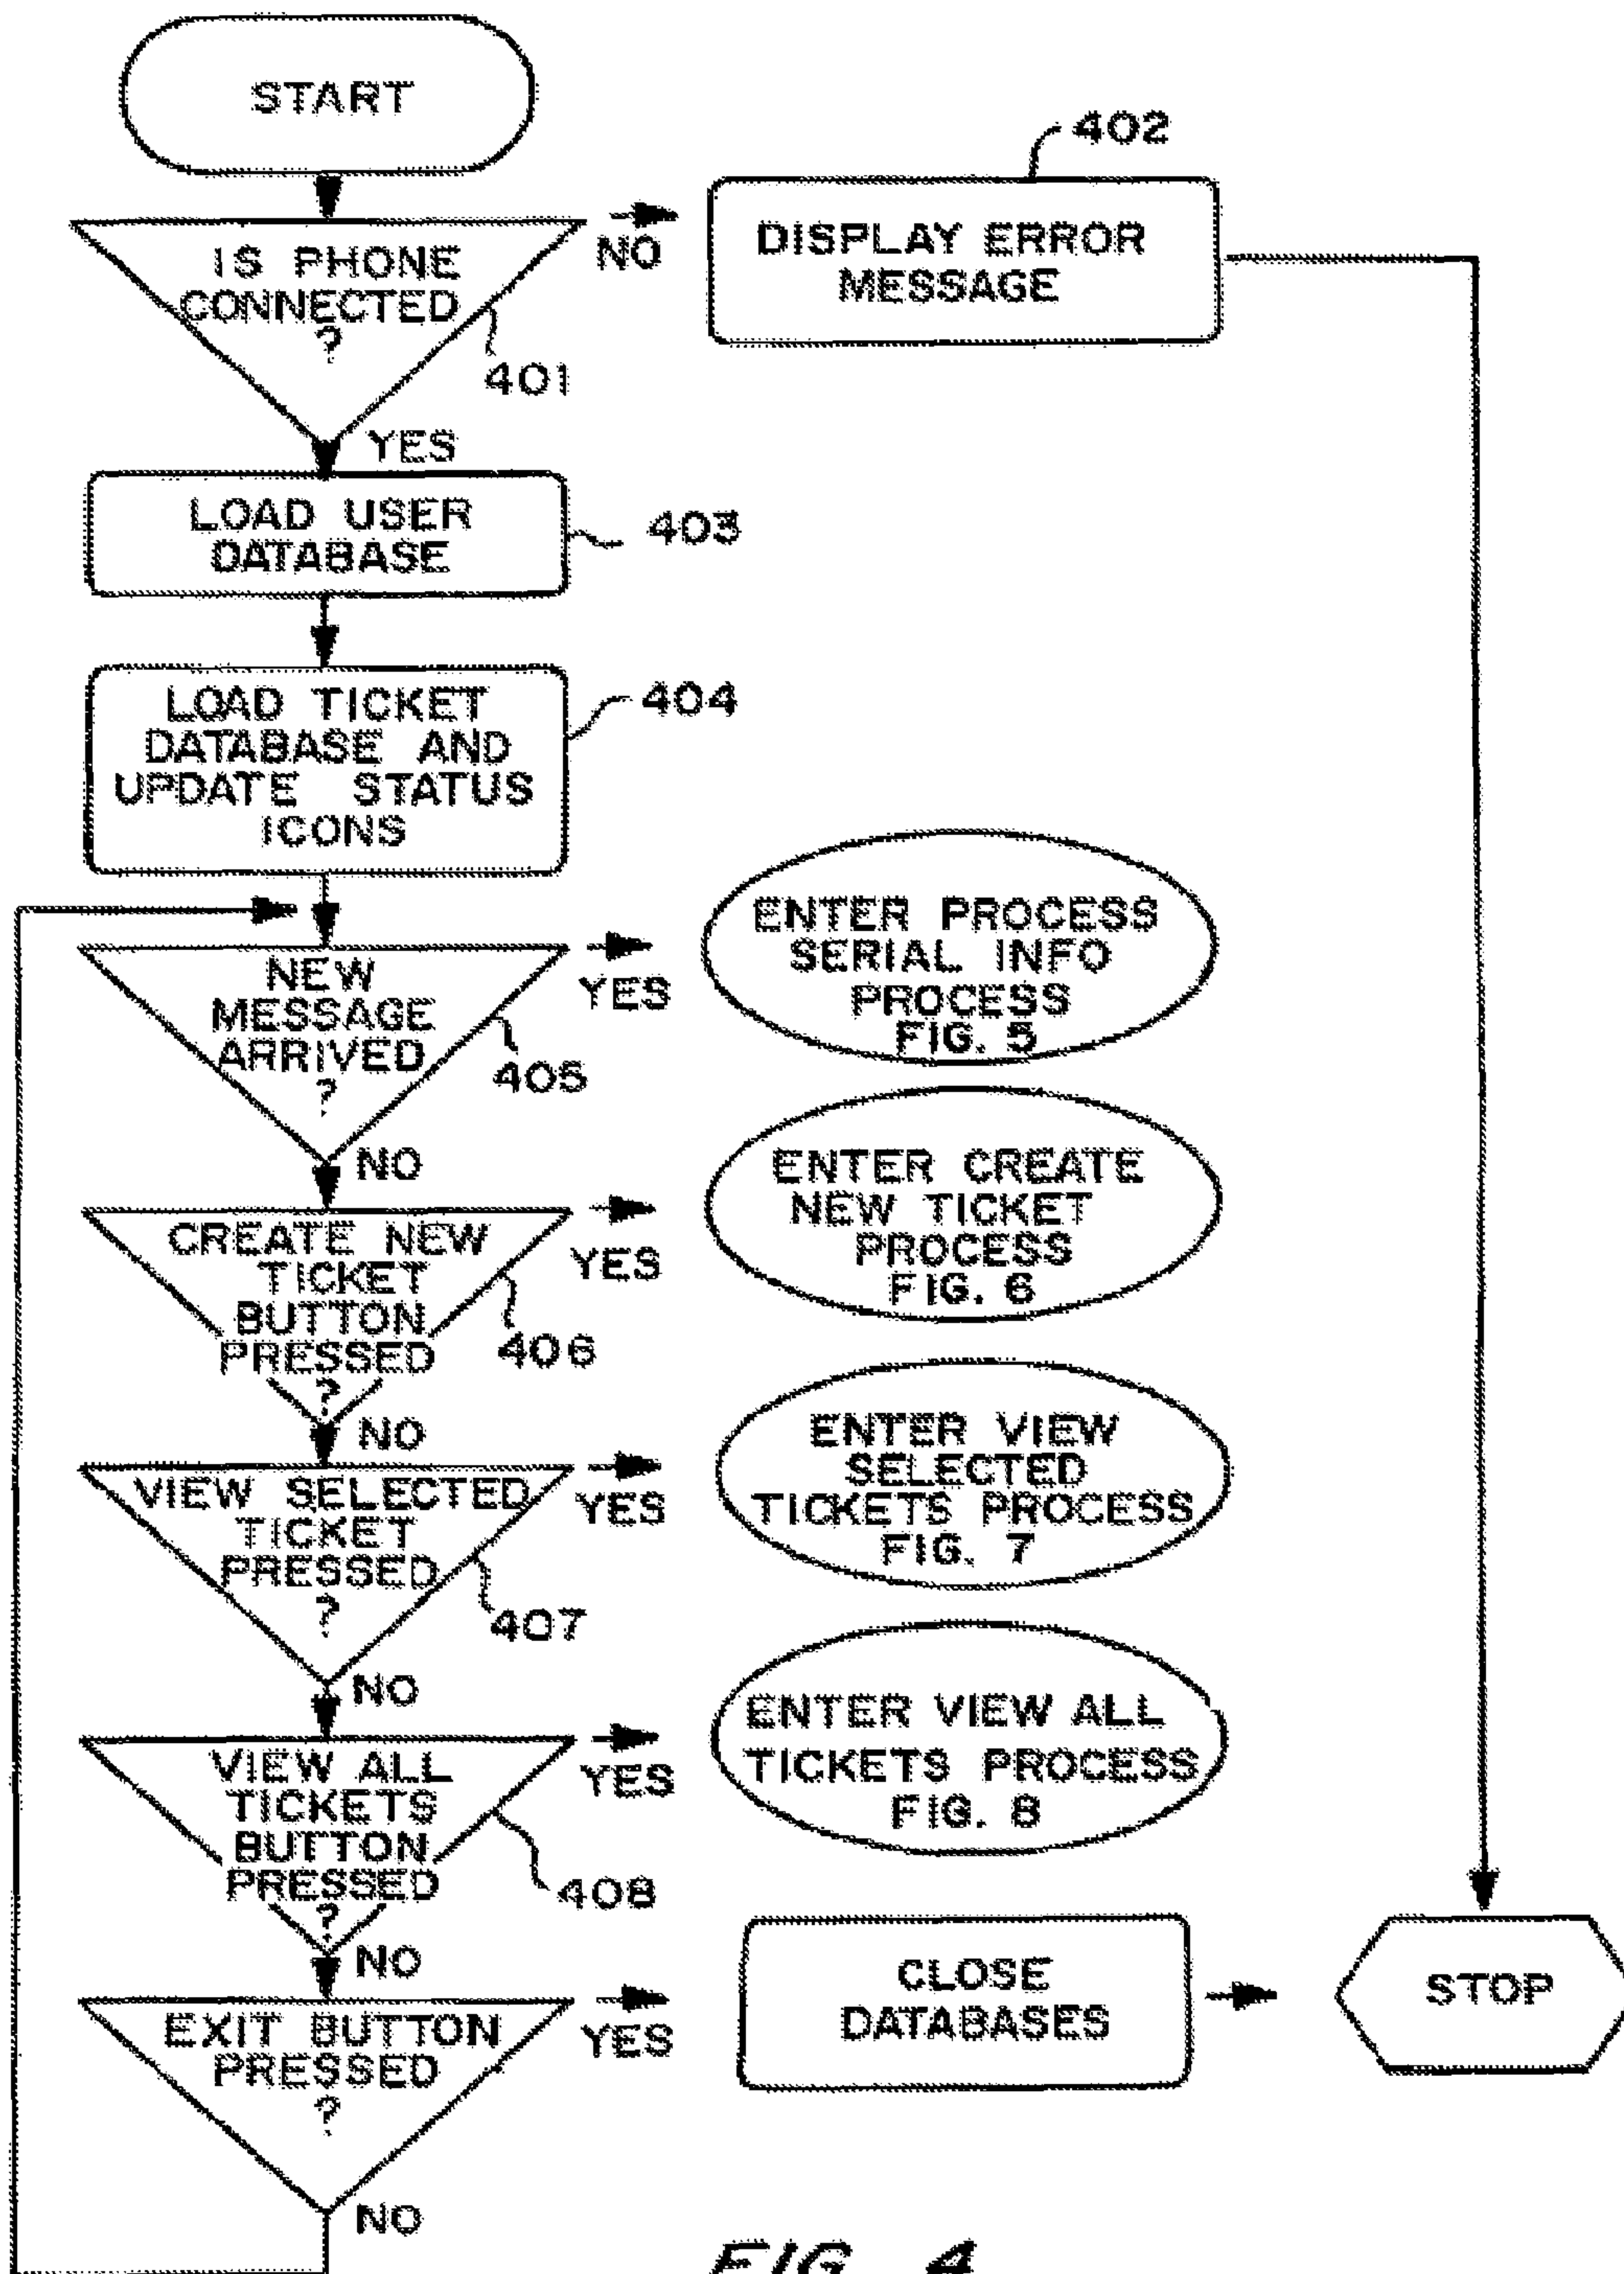 START
402
IS PHONE
CONNECTED
?
NO
DISPLAY ERROR
MESSAGE
401
YES
LOAD USER
DATABASE
403
LOAD TICKET
DATABASE AND
UPDATE STATUS
ICONS
404
NEW
MESSAGE
ARRIVED
?
YES
405
ENTER PROCESS
SERIAL INFO
PROCESS
FIG. 5
NO
CREATE NEW
TICKET
BUTTON
PRESSED
?
YES
406
ENTER CREATE
NEW TICKET
PROCESS
FIG. 6
NO
VIEW SELECTED
TICKET
PRESSED
?
YES
407
ENTER VIEW
SELECTED
TICKETS PROCESS
FIG. 7
NO
VIEW ALL
TICKETS
BUTTON
PRESSED
?
YES
408
ENTER VIEW ALL
TICKETS PROCESS
FIG. 8
NO
EXIT BUTTON
PRESSED
?
YES
CLOSE
DATABASES
STOP
NO
FIG. 4